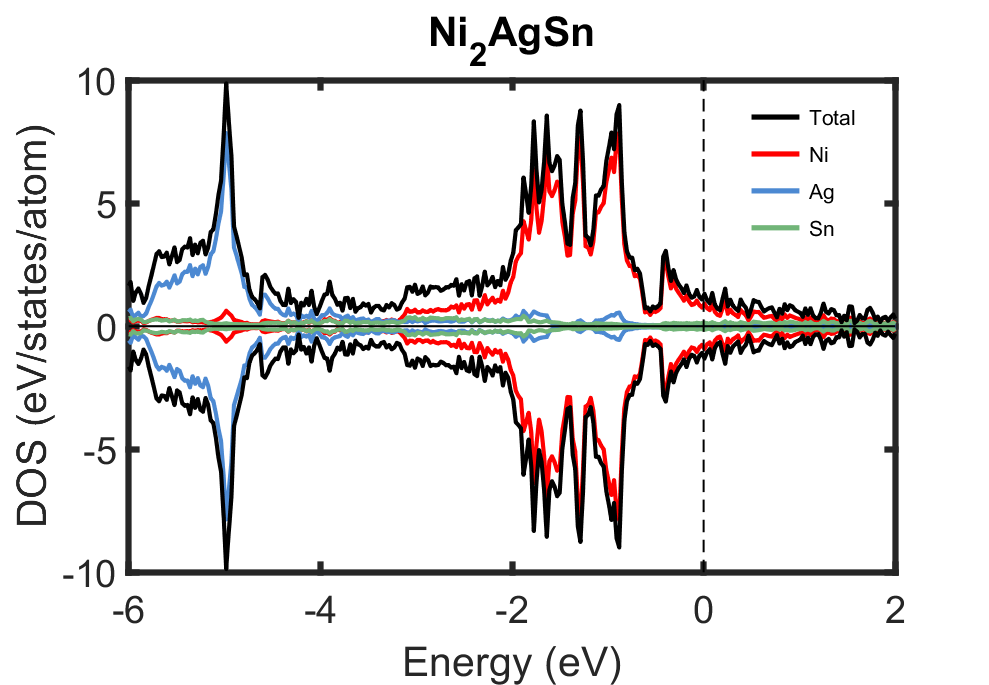 Ni2AgSn
DOS (eV/states/atom)
10
5
0
-5
-10
Total
Ni
Ag
Sn
-6
-4
-2
0
2
Energy (eV)